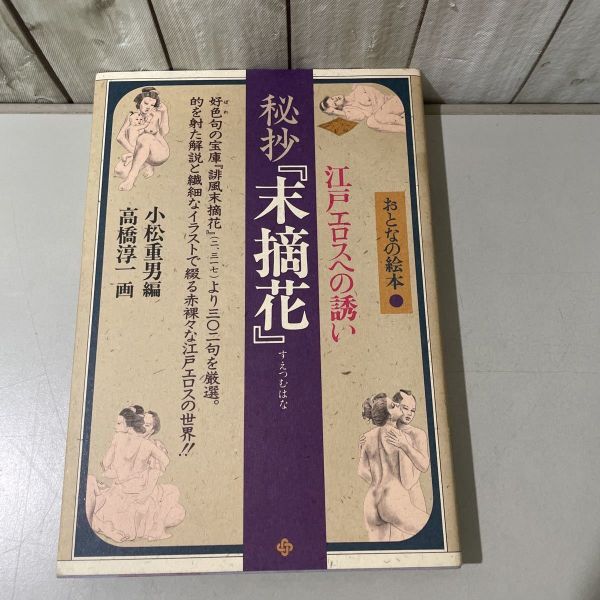 おとなの絵本●
江戸エロスへの誘い
秘抄『末摘花』
すえつむはな
好色句の宝庫『誹風末摘花』(二、三一七)より三〇二句を厳選。
ばれ
的を射た解説と繊細なイラストで綴る赤裸々な江戸エロスの世界!!
小松重男編
高橋淳一画